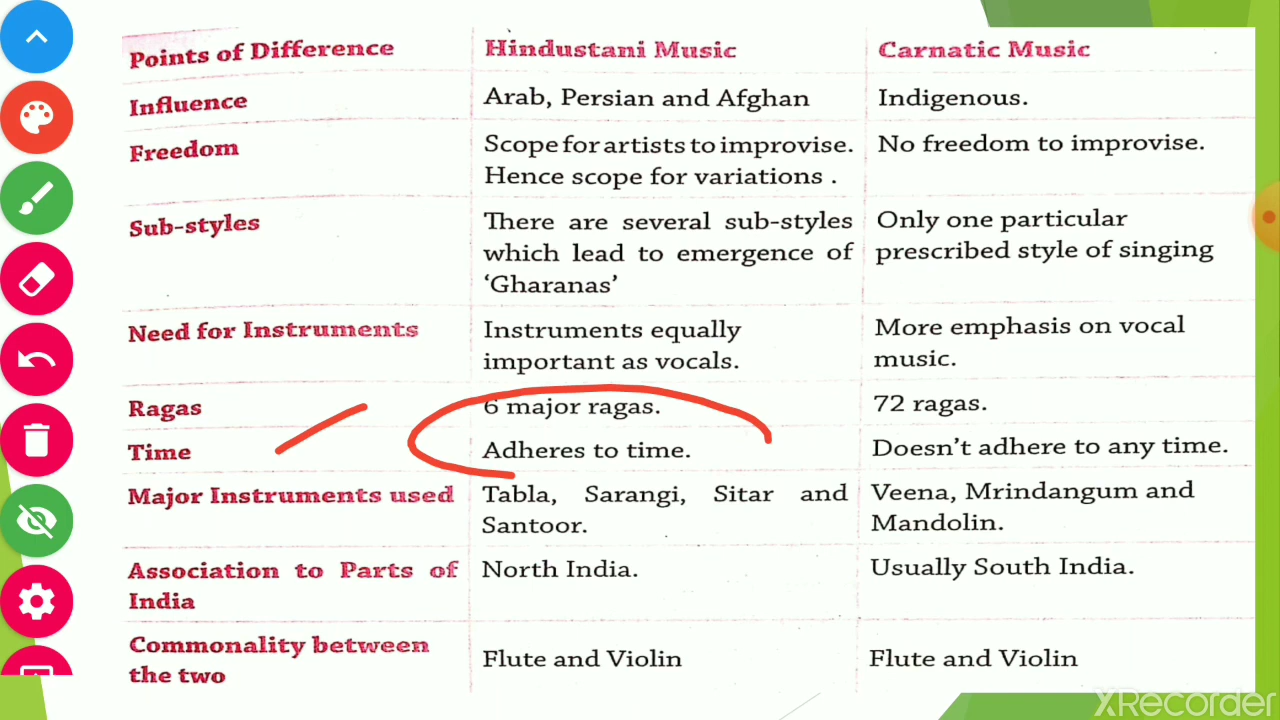 Points of Difference Hindustani Music Carnatic Music
Influence Arab, Persian and Afghan Indigenous.
Freedom Scope for artists to improvise. No freedom to improvise.
Hence scope for variations .
Sub-styles There are several sub-styles Only one particular
which lead to emergence of prescribed style of singing
‘Gharanas’
Need for Instruments Instruments equally More emphasis on vocal
important as vocals. music.
Ragas 6 major ragas. 72 ragas.
Time Adheres to time. Doesn’t adhere to any time.
Major Instruments used Tabla, Sarangi, Sitar and Veena, Mrindangum and
Santoor. Mandolin.
Association to Parts of North India. Usually South India.
India
Commonality between Flute and Violin Flute and Violin
the two
XRecorder